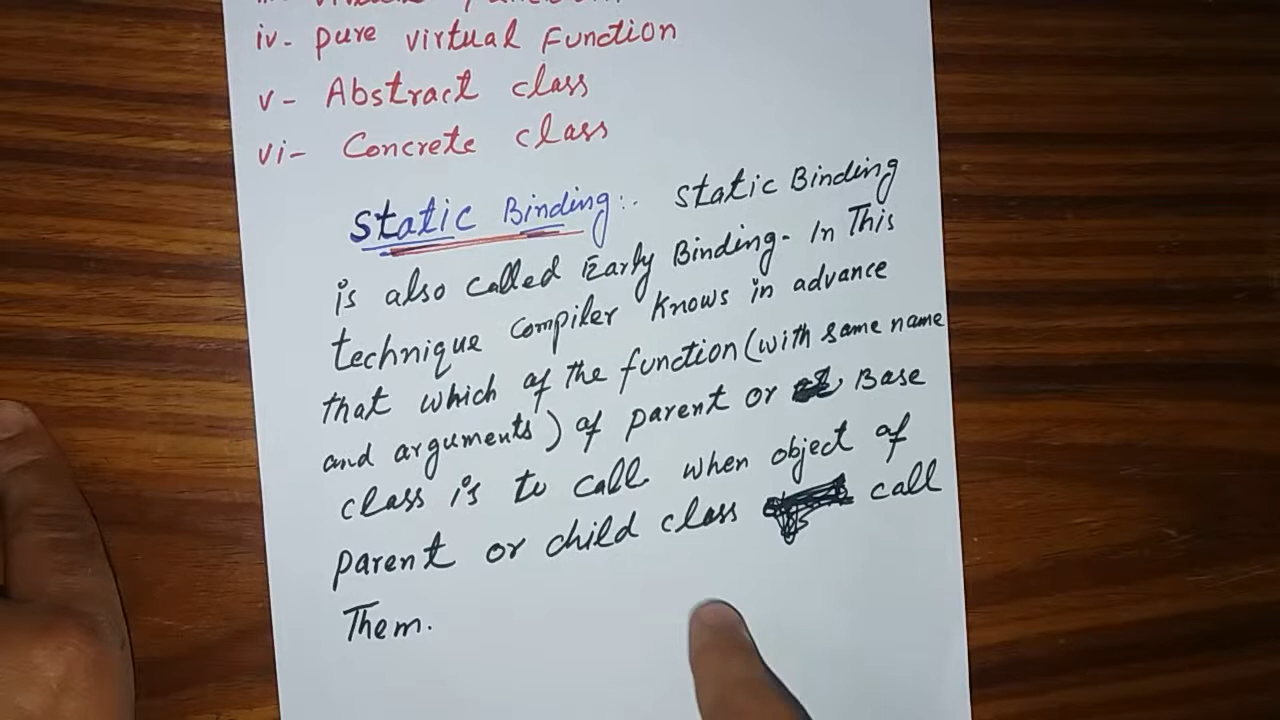 iv- pure virtual Function
v- Abstract class
vi- Concrete class
Static Binding:- Static Binding
is also called Early Binding. In This
technique compiler knows in advance
that which of the function (with same name
and arguments) of parent or Base
class is to call when object of
parent or child class call
Them.